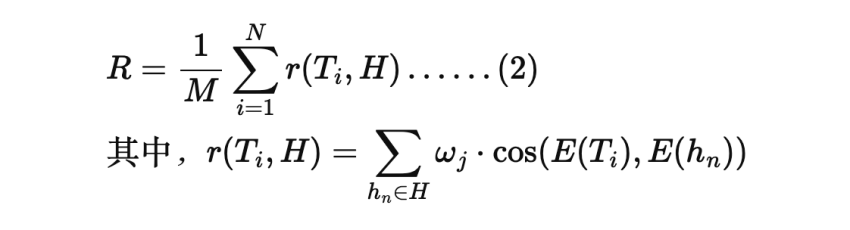 R = \frac{1}{M} \sum_{i=1}^{N} r(T_i, H) ...... (2)
其中，r(T_i, H) = \sum_{h_n \in H} \omega_j \cdot \cos(E(T_i), E(h_n))